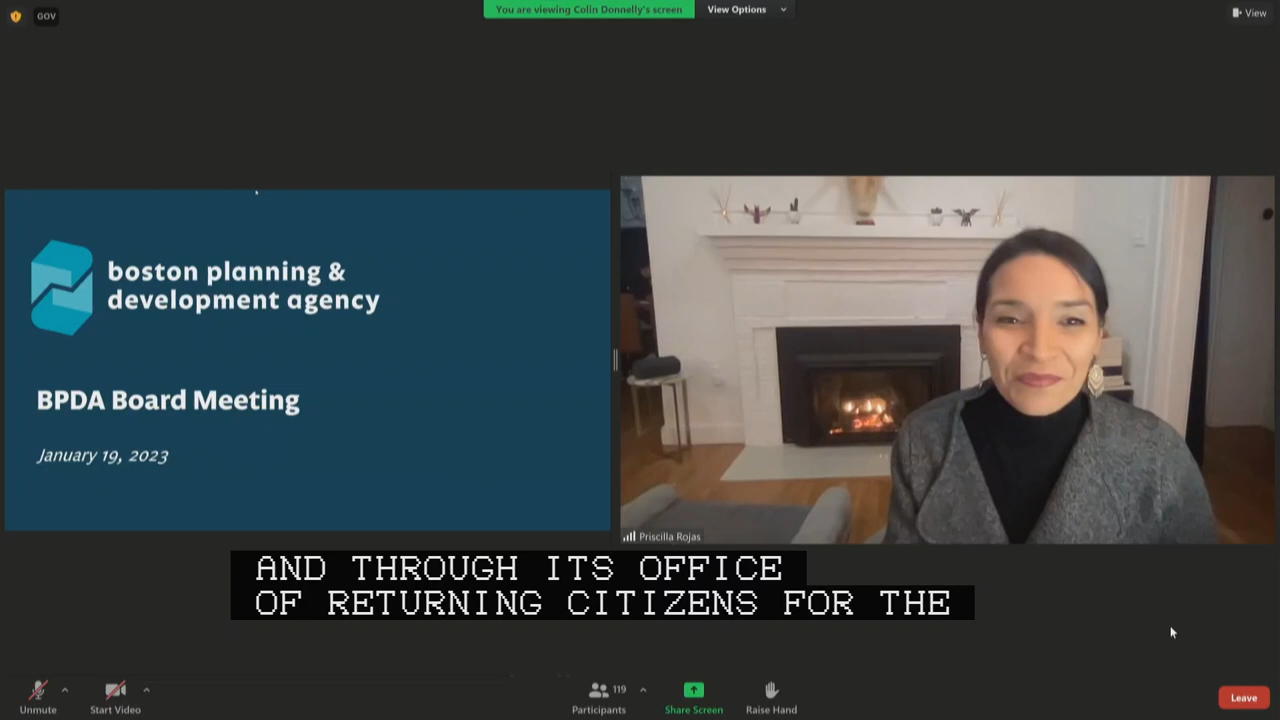 GOV
You are viewing Colin Donnelly's screen
View Options
View
boston planning &
development agency
BPDA Board Meeting
January 19, 2023
Priscilla Rojas
AND THROUGH ITS OFFICE
OF RETURNING CITIZENS FOR THE
Unmute
Start Video
119
Participants
Share Screen
Raise Hand
Leave